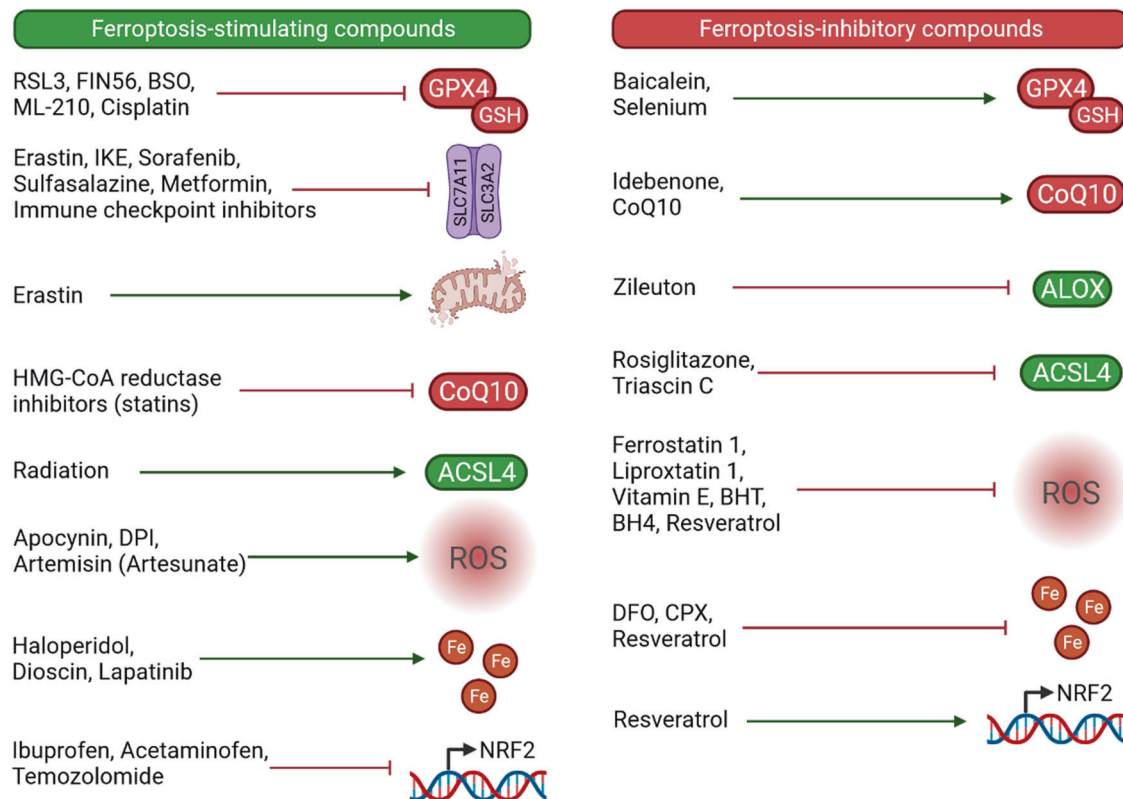 Ferroptosis-stimulating compounds
RSL3, FIN56, BSO,
ML-210, Cisplatin
GPX4
GSH
Erastin, IKE, Sorafenib,
Sulfasalazine, Metformin,
Immune checkpoint inhibitors
SLC7A11
SLC3A2
Erastin
HMG-CoA reductase
inhibitors (statins)
CoQ10
Radiation
ACSL4
Apocynin, DPI,
Artemisin (Artesunate)
ROS
Haloperidol,
Dioscin, Lapatinib
Fe
Fe
Fe
Ibuprofen, Acetaminofen,
Temozolomide
NRF2
Ferroptosis-inhibitory compounds
Baicalein,
Selenium
GPX4
GSH
Idebenone,
CoQ10
CoQ10
Zileuton
ALOX
Rosiglitazone,
Triascin C
ACSL4
Ferrostatin 1,
Liproxtatin 1,
Vitamin E, BHT,
BH4, Resveratrol
ROS
DFO, CPX,
Resveratrol
Fe
Fe
Fe
Resveratrol
NRF2